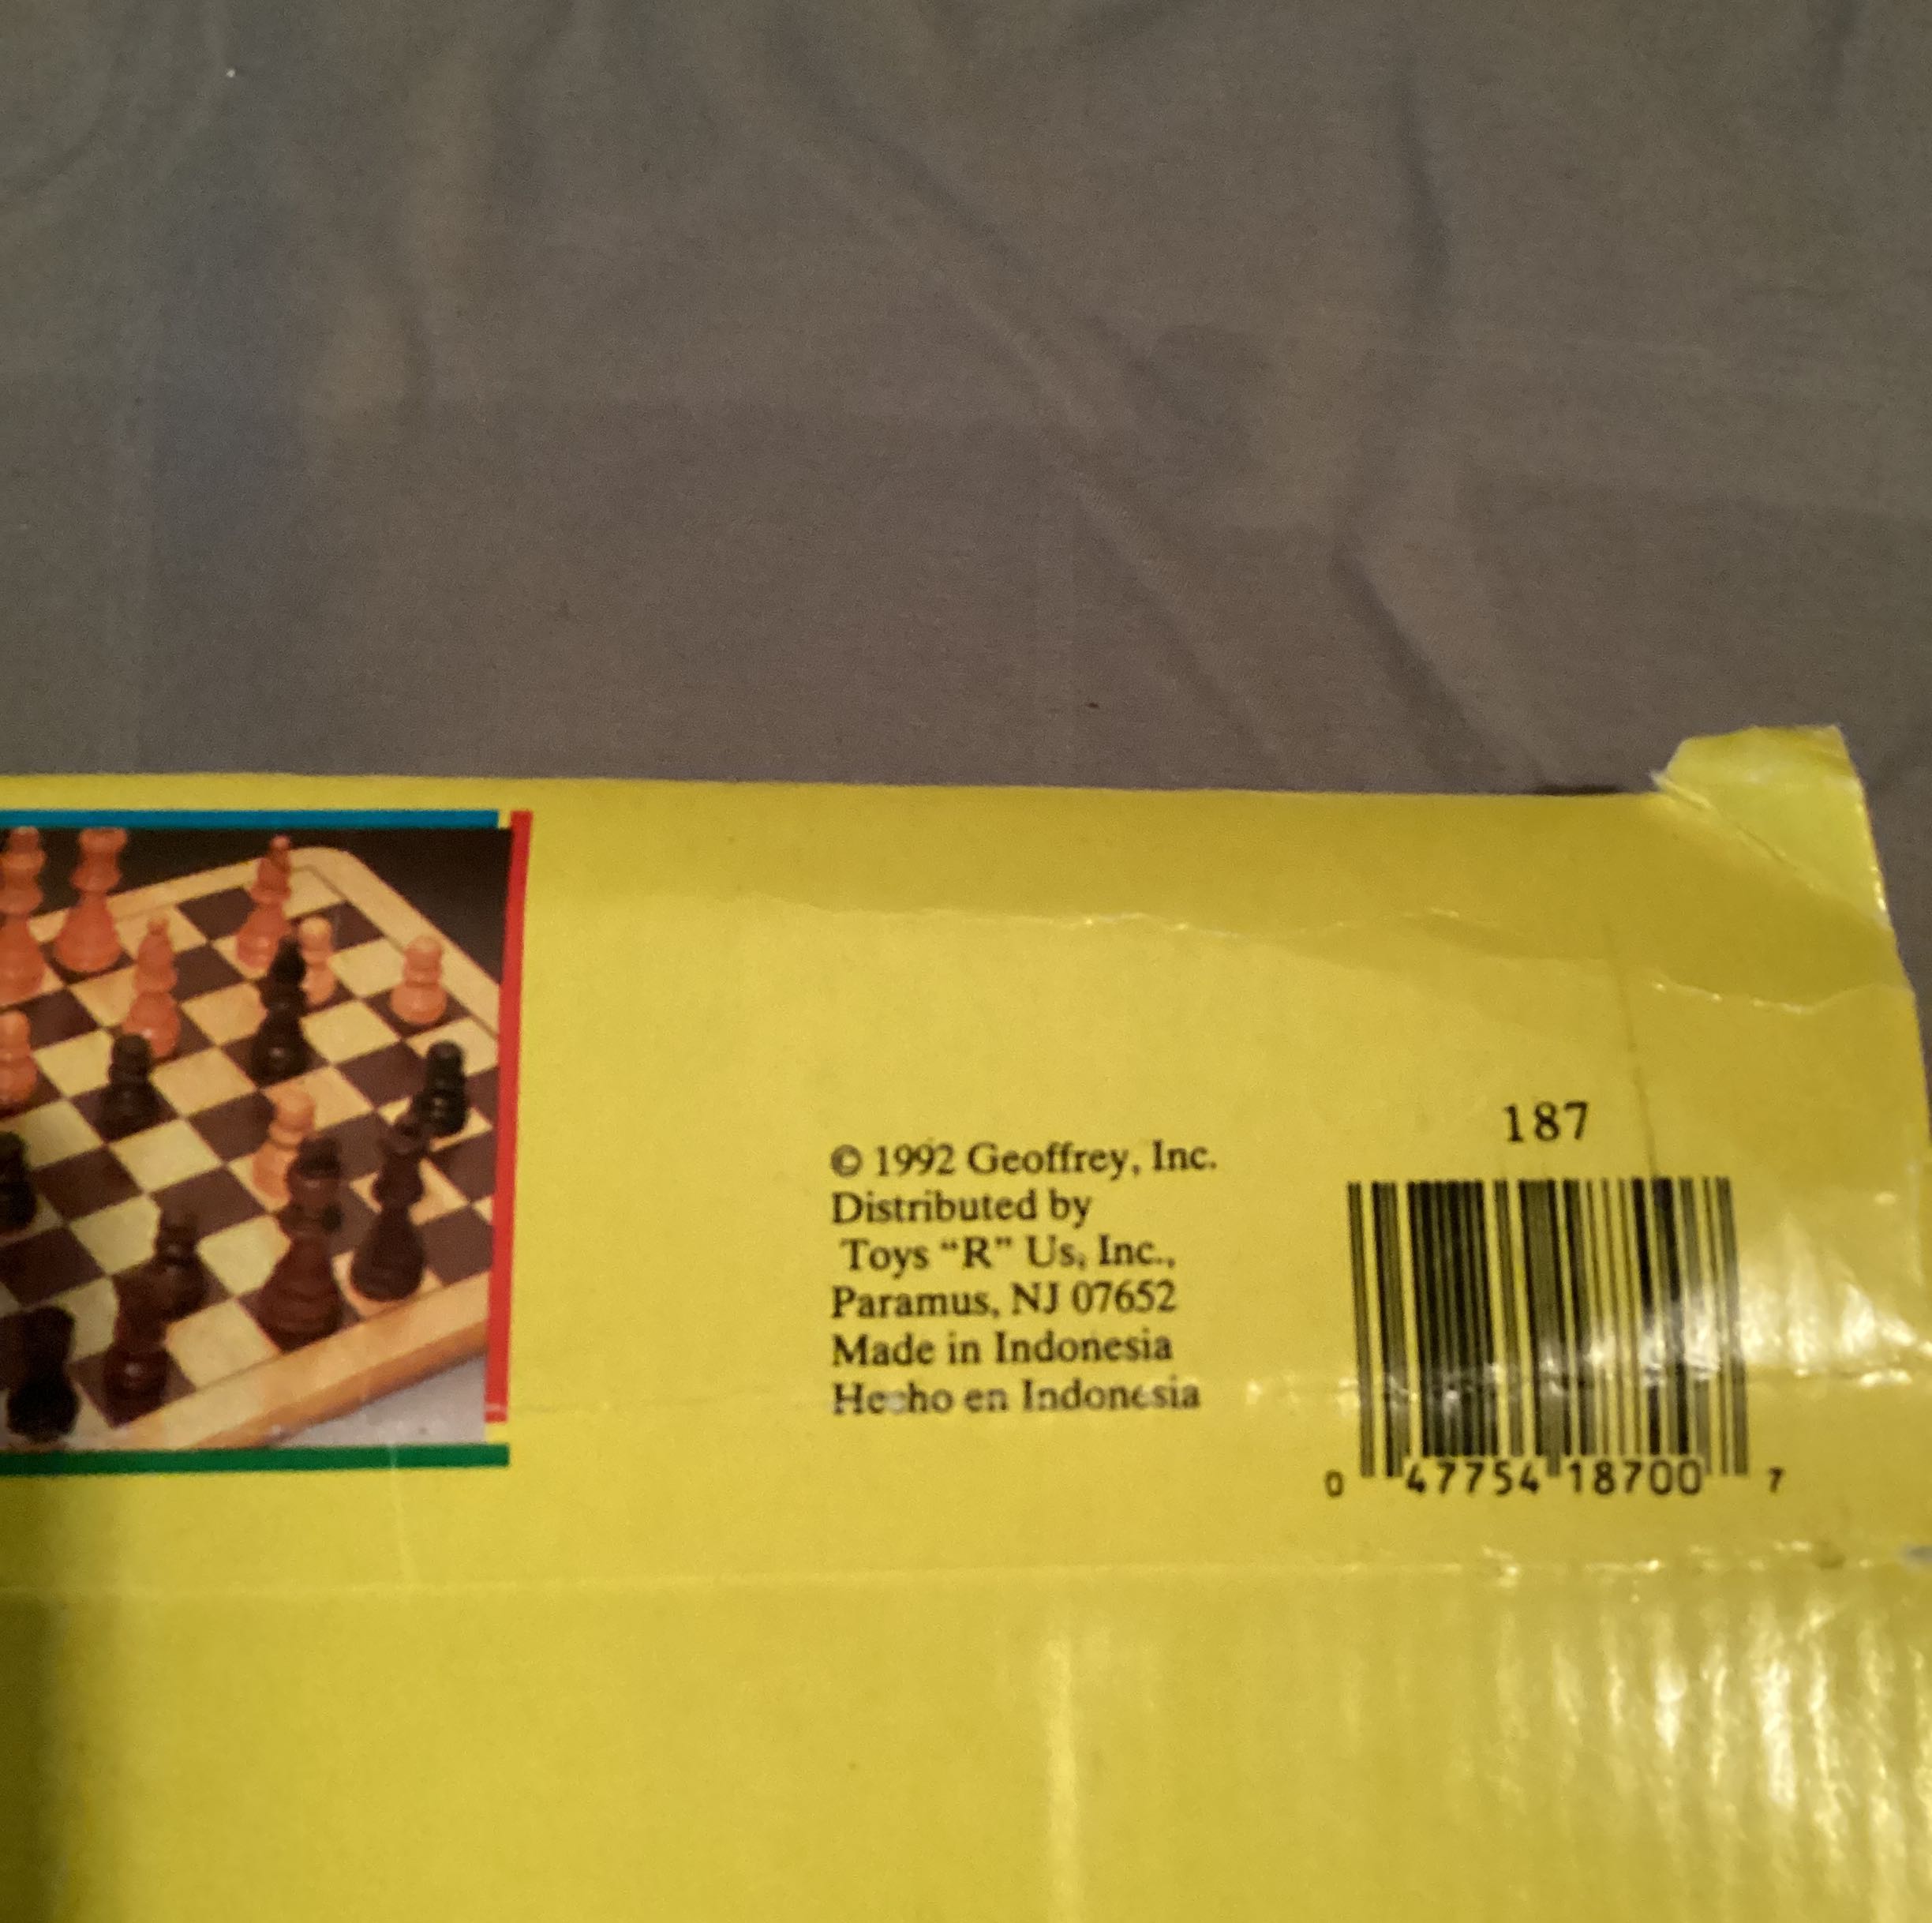 © 1992 Geoffrey, Inc.
Distributed by
Toys “R” Us, Inc.,
Paramus, NJ 07652
Made in Indonesia
Hecho en Indonesia
187
0 47754 18700 7